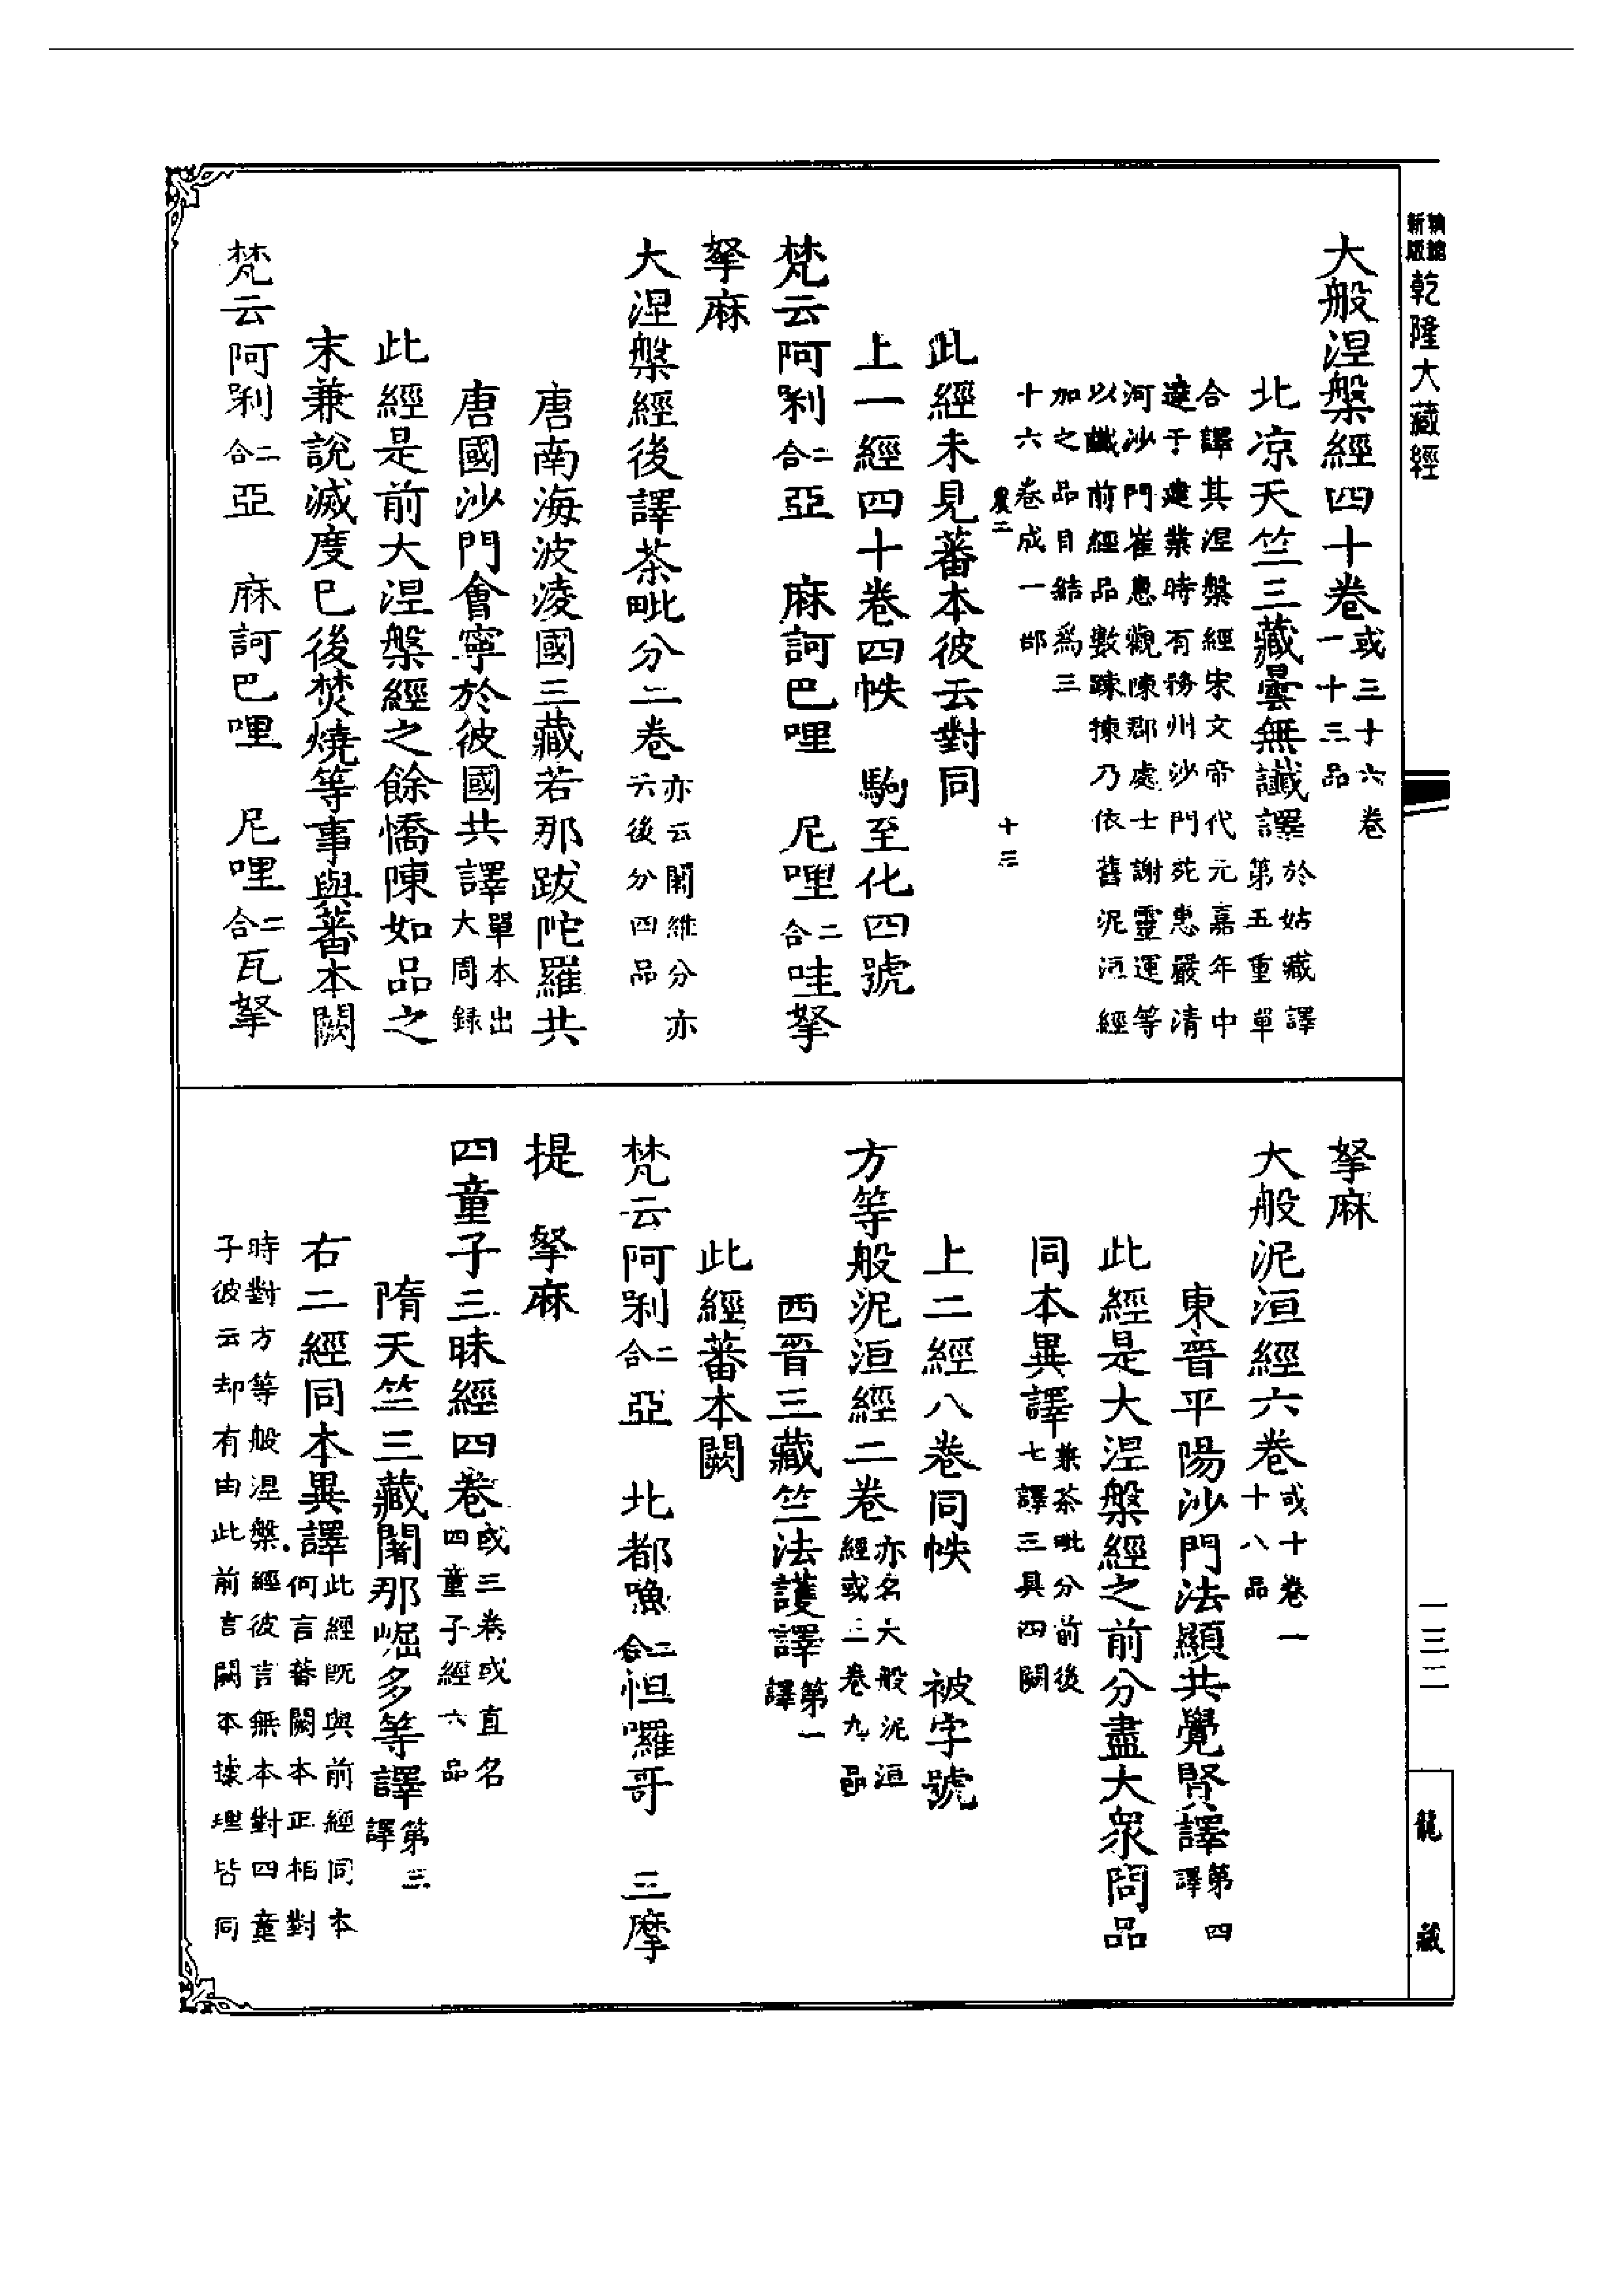 新編
縮版
乾隆大藏經
大般涅槃經四十卷或三十六卷一十三品
北凉天竺三藏曇無讖譯於姑臧譯第五重單
合譯其涅槃經宋文帝代元嘉年中
達于建業時有務州沙門苑惠嚴清
河沙門崔惠觀陳郡處士謝靈運等
以讖前經品數踈揀乃依舊泥洹經
加之品目結爲三
十六卷成一部
農二
十三
此經未見蕃本彼云對同
上一經四十卷四帙 駒至化四號
梵云阿剎二合亞 麻訶巴哩 尼哩二合哇拏
拏麻
大涅槃經後譯茶毗分二卷亦云闍維分亦云後分四品
唐南海波凌國三藏若那跋陀羅共
唐國沙門會寧於彼國共譯單本出大周録
此經是前大涅槃經之餘憍陳如品之
末兼說滅度巳後焚燒等事與蕃本闕
梵云阿剎二合亞 麻訶巴哩 尼哩二合瓦拏
拏麻
大般泥洹經六卷或十卷一十八品
東晉平陽沙門法顯共覺賢譯第四譯
此經是大涅槃經之前分盡大衆問品
同本異譯兼茶毗分前後七譯三具四闕
上二經八卷同帙 被字號
方等般泥洹經二卷亦名大般泥洹經或三卷九品
西晉三藏竺法護譯第一譯
此經蕃本闕
梵云阿剎二合亞 北都噞二合怛囉哥 三摩
提 拏麻
四童子三昧經四卷或三卷或直名四童子經六品
隋天竺三藏闍那崛多等譯第三譯
右二經同本異譯此經既與前經同本何言蕃闕本正相對
時對方等般涅槃經彼言無本對四童
子彼云却有由此前言闕本據理皆同
一三二
龍藏